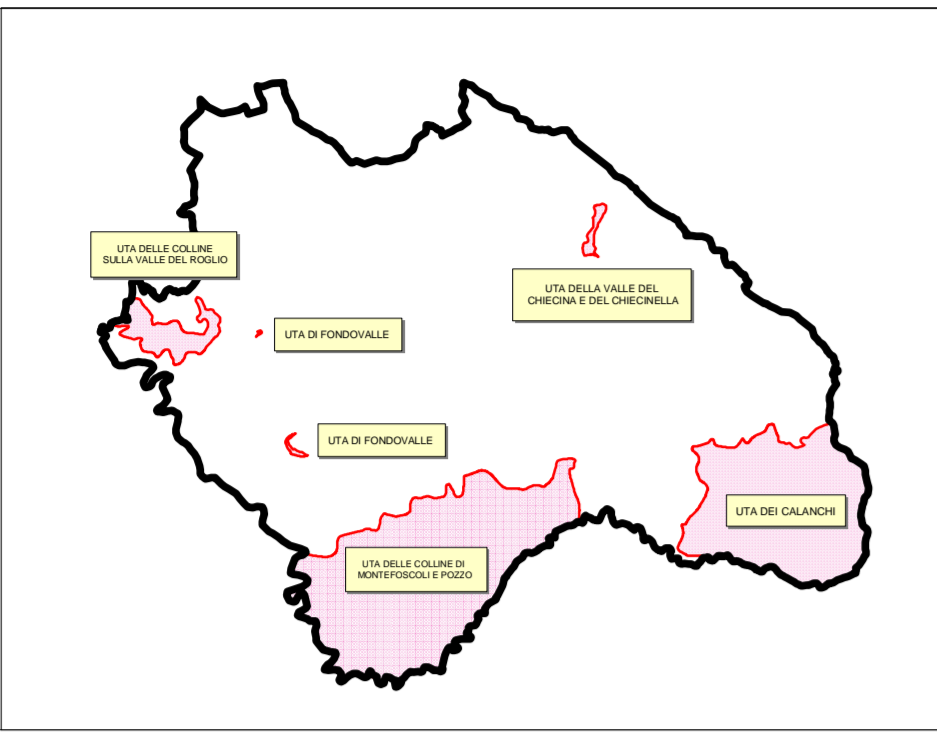 UTA DELLE COLLINE
SULLA VALLE DEL ROGLIO
UTA DELLA VALLE DEL
CHIECINA E DEL CHIECINELLA
UTA DI FONDOVALLE
UTA DI FONDOVALLE
UTA DEI CALANCHI
UTA DELLE COLLINE DI
MONTEFOSCOLI E POZZO